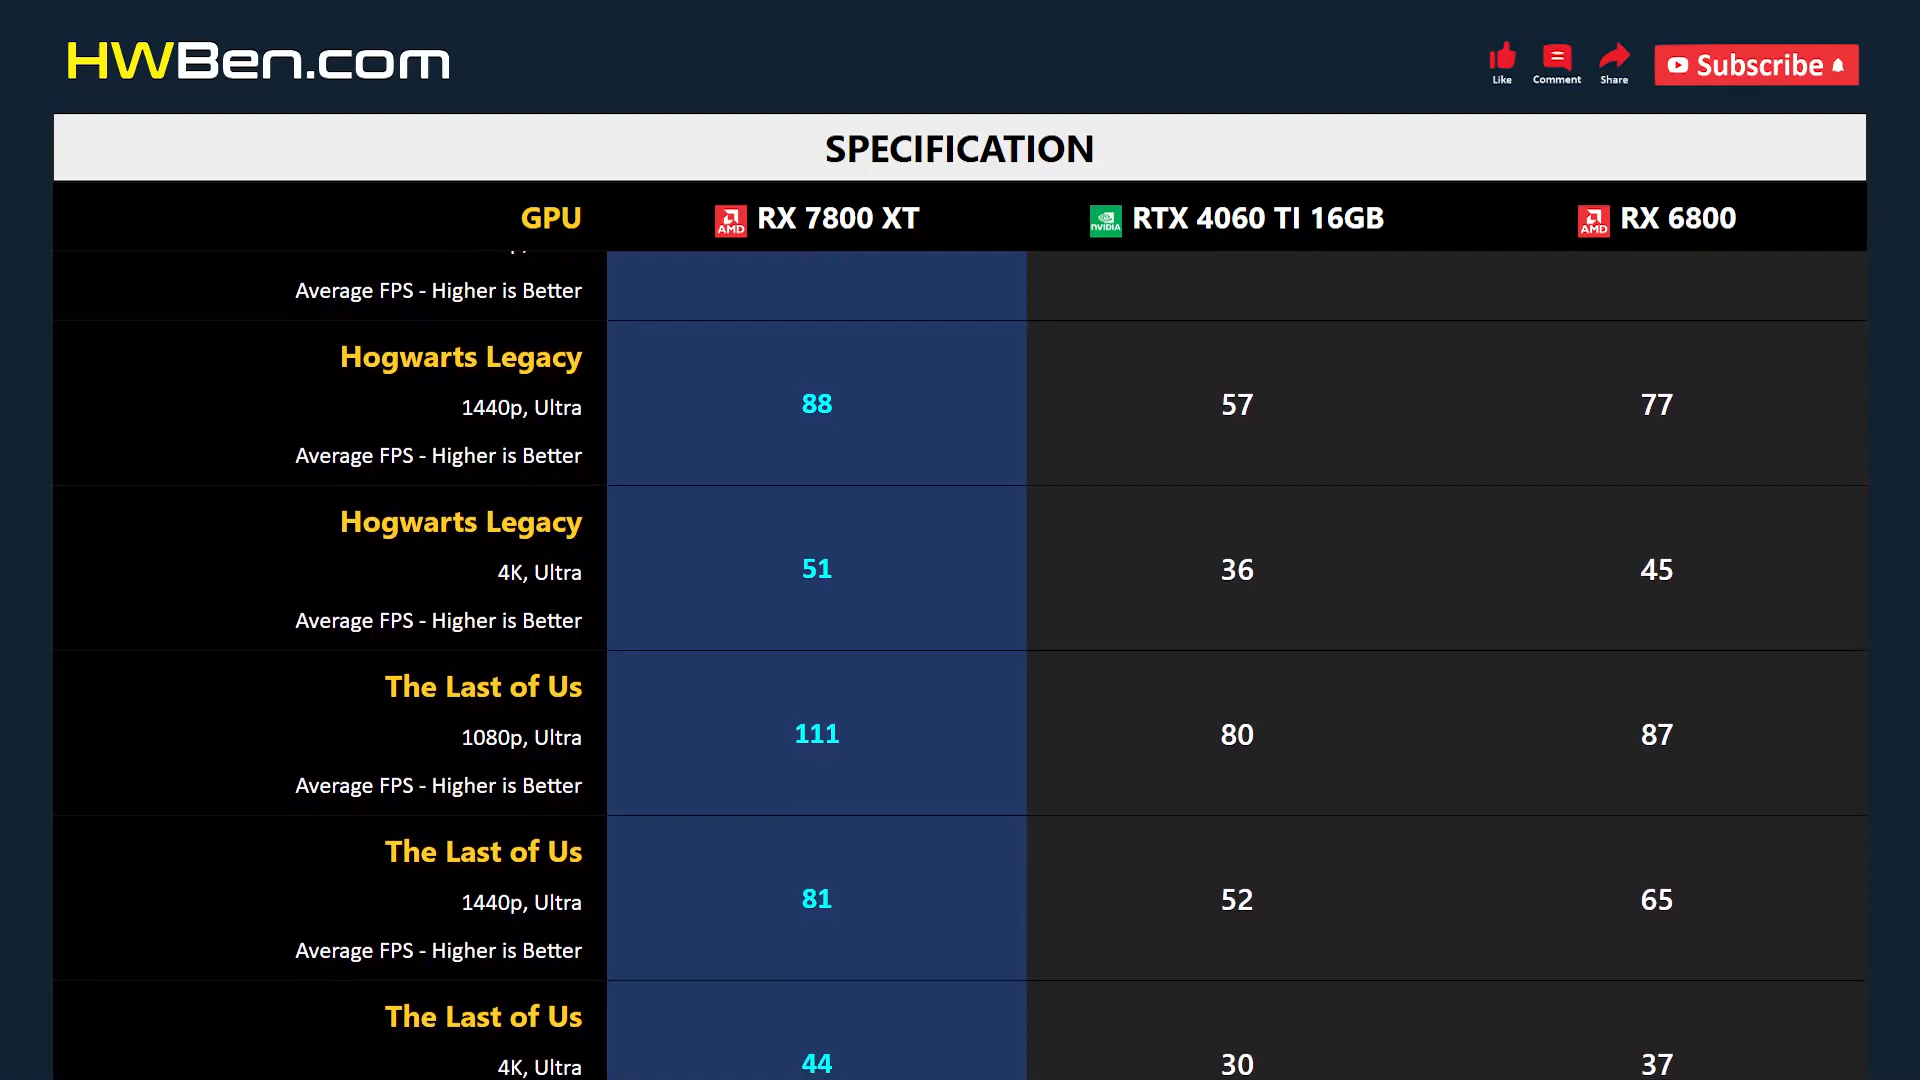 HWBen.com
Like
Comment
Share
Subscribe
SPECIFICATION
GPU
AMD RX 7800 XT
NVIDIA RTX 4060 TI 16GB
AMD RX 6800
Average FPS - Higher is Better
Hogwarts Legacy
1440p, Ultra
Average FPS - Higher is Better
88 57 77
Hogwarts Legacy
4K, Ultra
Average FPS - Higher is Better
51 36 45
The Last of Us
1080p, Ultra
Average FPS - Higher is Better
111 80 87
The Last of Us
1440p, Ultra
Average FPS - Higher is Better
81 52 65
The Last of Us
4K, Ultra
44 30 37